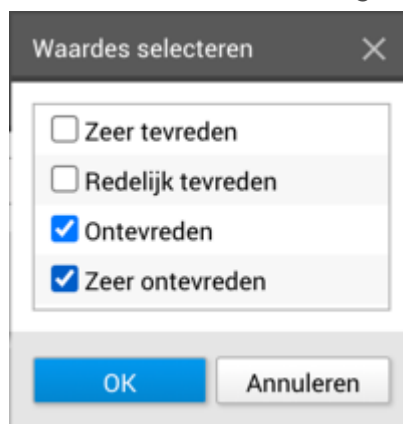 Waardes selecteren
Zeer tevreden
Redelijk tevreden
Ontevreden
Zeer ontevreden
OK Annuleren